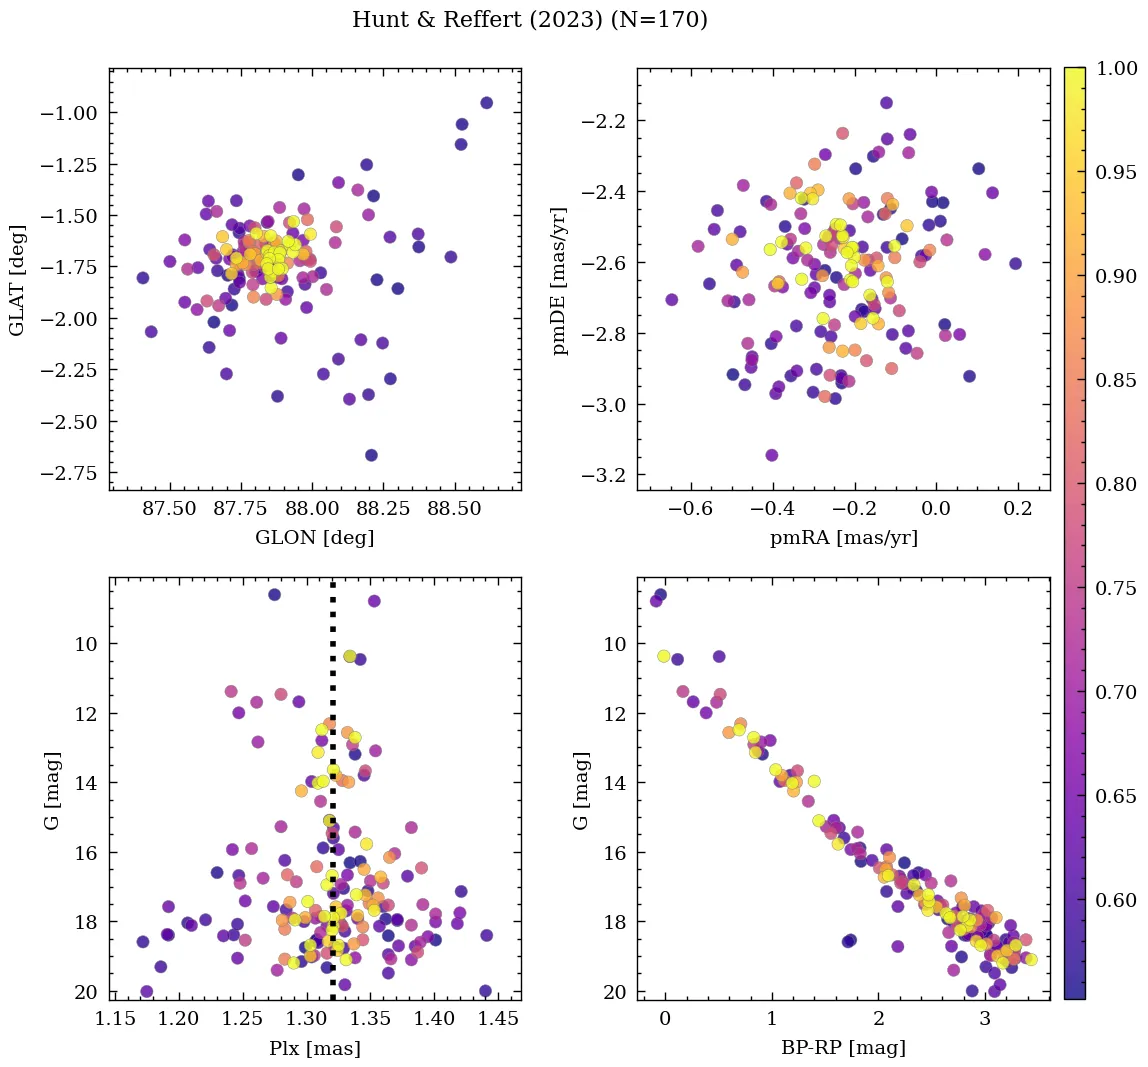 Hunt & Reffert (2023) (N=170)
−1.00
−1.25
−1.50
−1.75
−2.00
−2.25
−2.50
−2.75
GLAT [deg]
87.50 87.75 88.00 88.25 88.50
GLON [deg]
−2.2
−2.4
−2.6
−2.8
−3.0
−3.2
pmDE [mas/yr]
−0.6 −0.4 −0.2 0.0 0.2
pmRA [mas/yr]
10
12
14
16
18
20
G [mag]
1.15 1.20 1.25 1.30 1.35 1.40 1.45
Plx [mas]
10
12
14
16
18
20
G [mag]
0 1 2 3
BP-RP [mag]
1.00
0.95
0.90
0.85
0.80
0.75
0.70
0.65
0.60